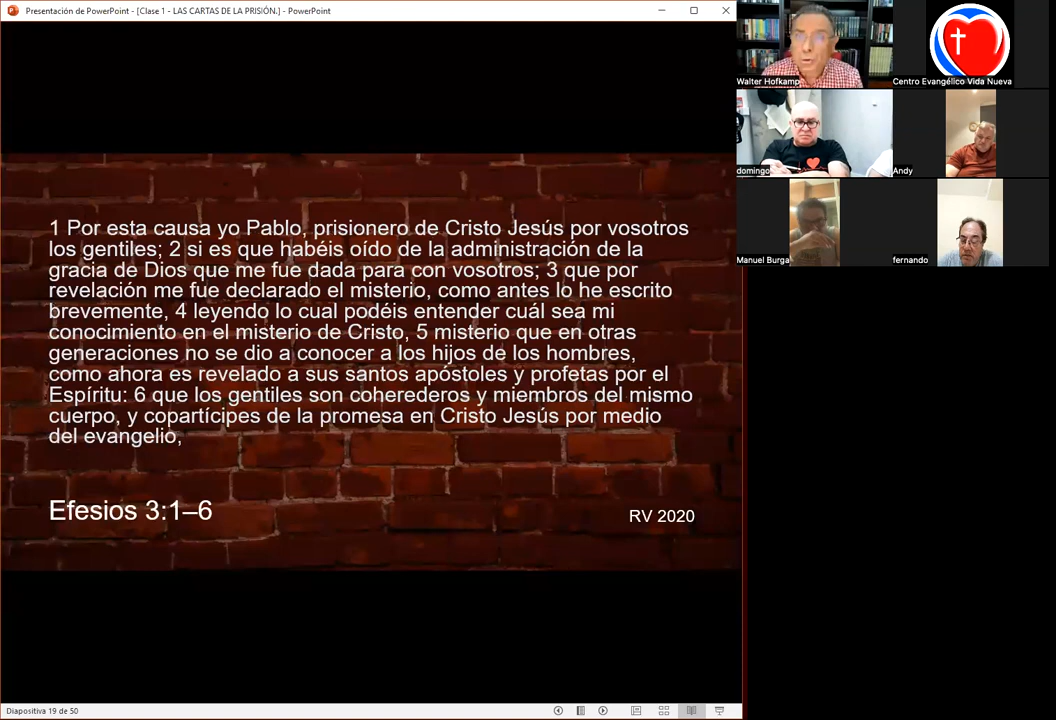 Presentación de PowerPoint - [Clase 1 - LAS CARTAS DE LA PRISIÓN.] - PowerPoint
1 Por esta causa yo Pablo, prisionero de Cristo Jesús por vosotros
los gentiles; 2 si es que habéis oído de la administración de la
gracia de Dios que me fue dada para con vosotros; 3 que por
revelación me fue declarado el misterio, como antes lo he escrito
brevemente, 4 leyendo lo cual podéis entender cuál sea mi
conocimiento en el misterio de Cristo, 5 misterio que en otras
generaciones no se dio a conocer a los hijos de los hombres,
como ahora es revelado a sus santos apóstoles y profetas por el
Espíritu: 6 que los gentiles son coherederos y miembros del mismo
cuerpo, y copartícipes de la promesa en Cristo Jesús por medio
del evangelio,
Efesios 3:1–6
RV 2020
Diapositiva 19 de 50
Walter Hofkamp
Centro Evangélico Vida Nueva
domingo
Andy
Manuel Burga
fernando